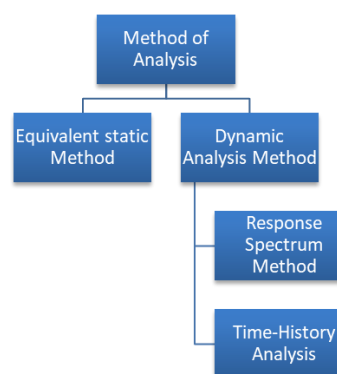 Method of
Analysis
Equivalent static
Method
Dynamic
Analysis Method
Response
Spectrum
Method
Time-History
Analysis